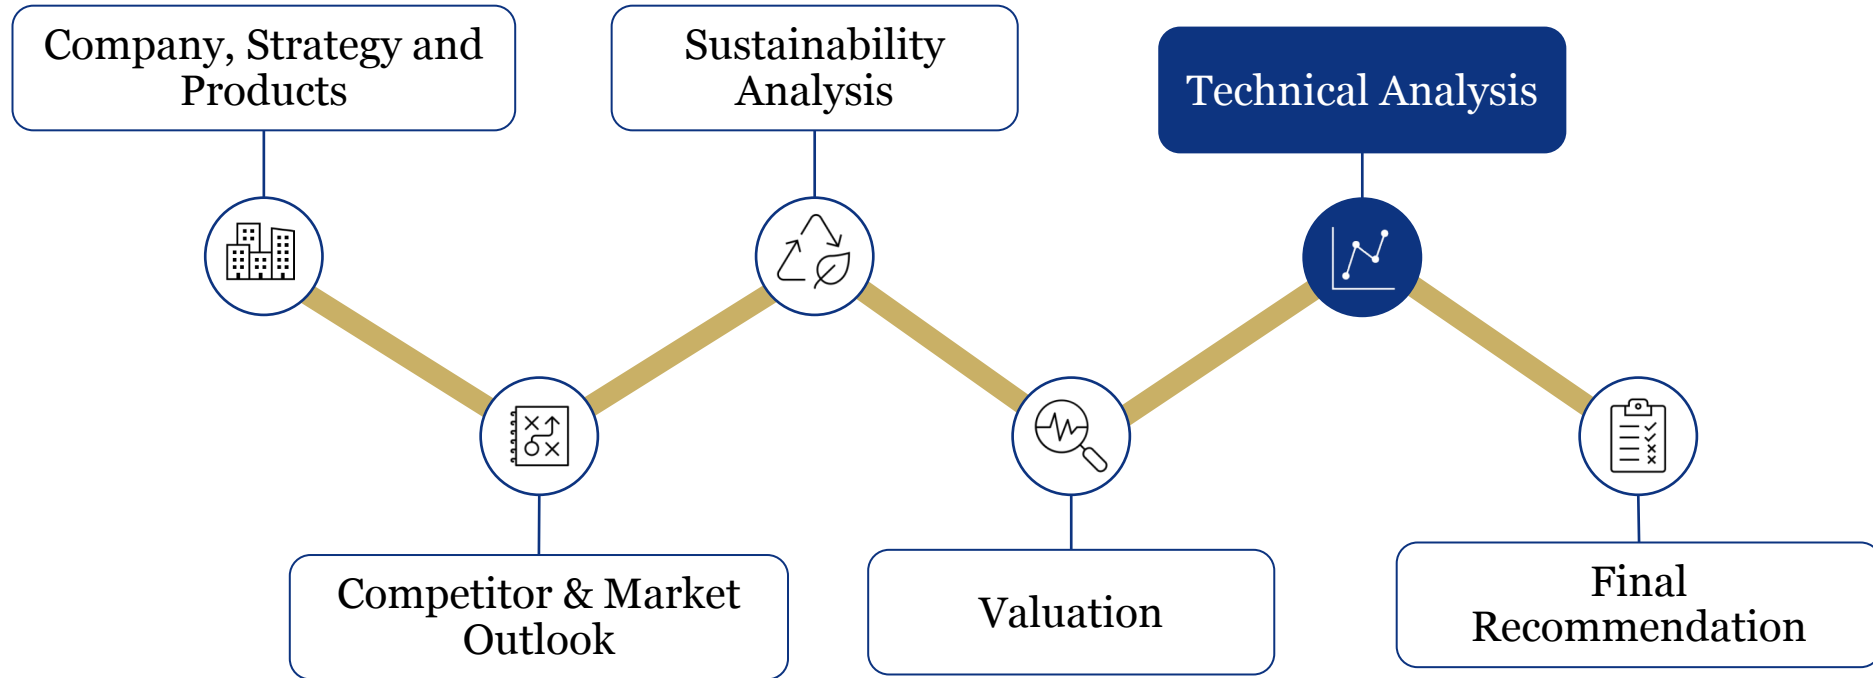 Company, Strategy and
Products
Sustainability
Analysis
Technical Analysis
Competitor & Market
Outlook
Valuation
Final
Recommendation